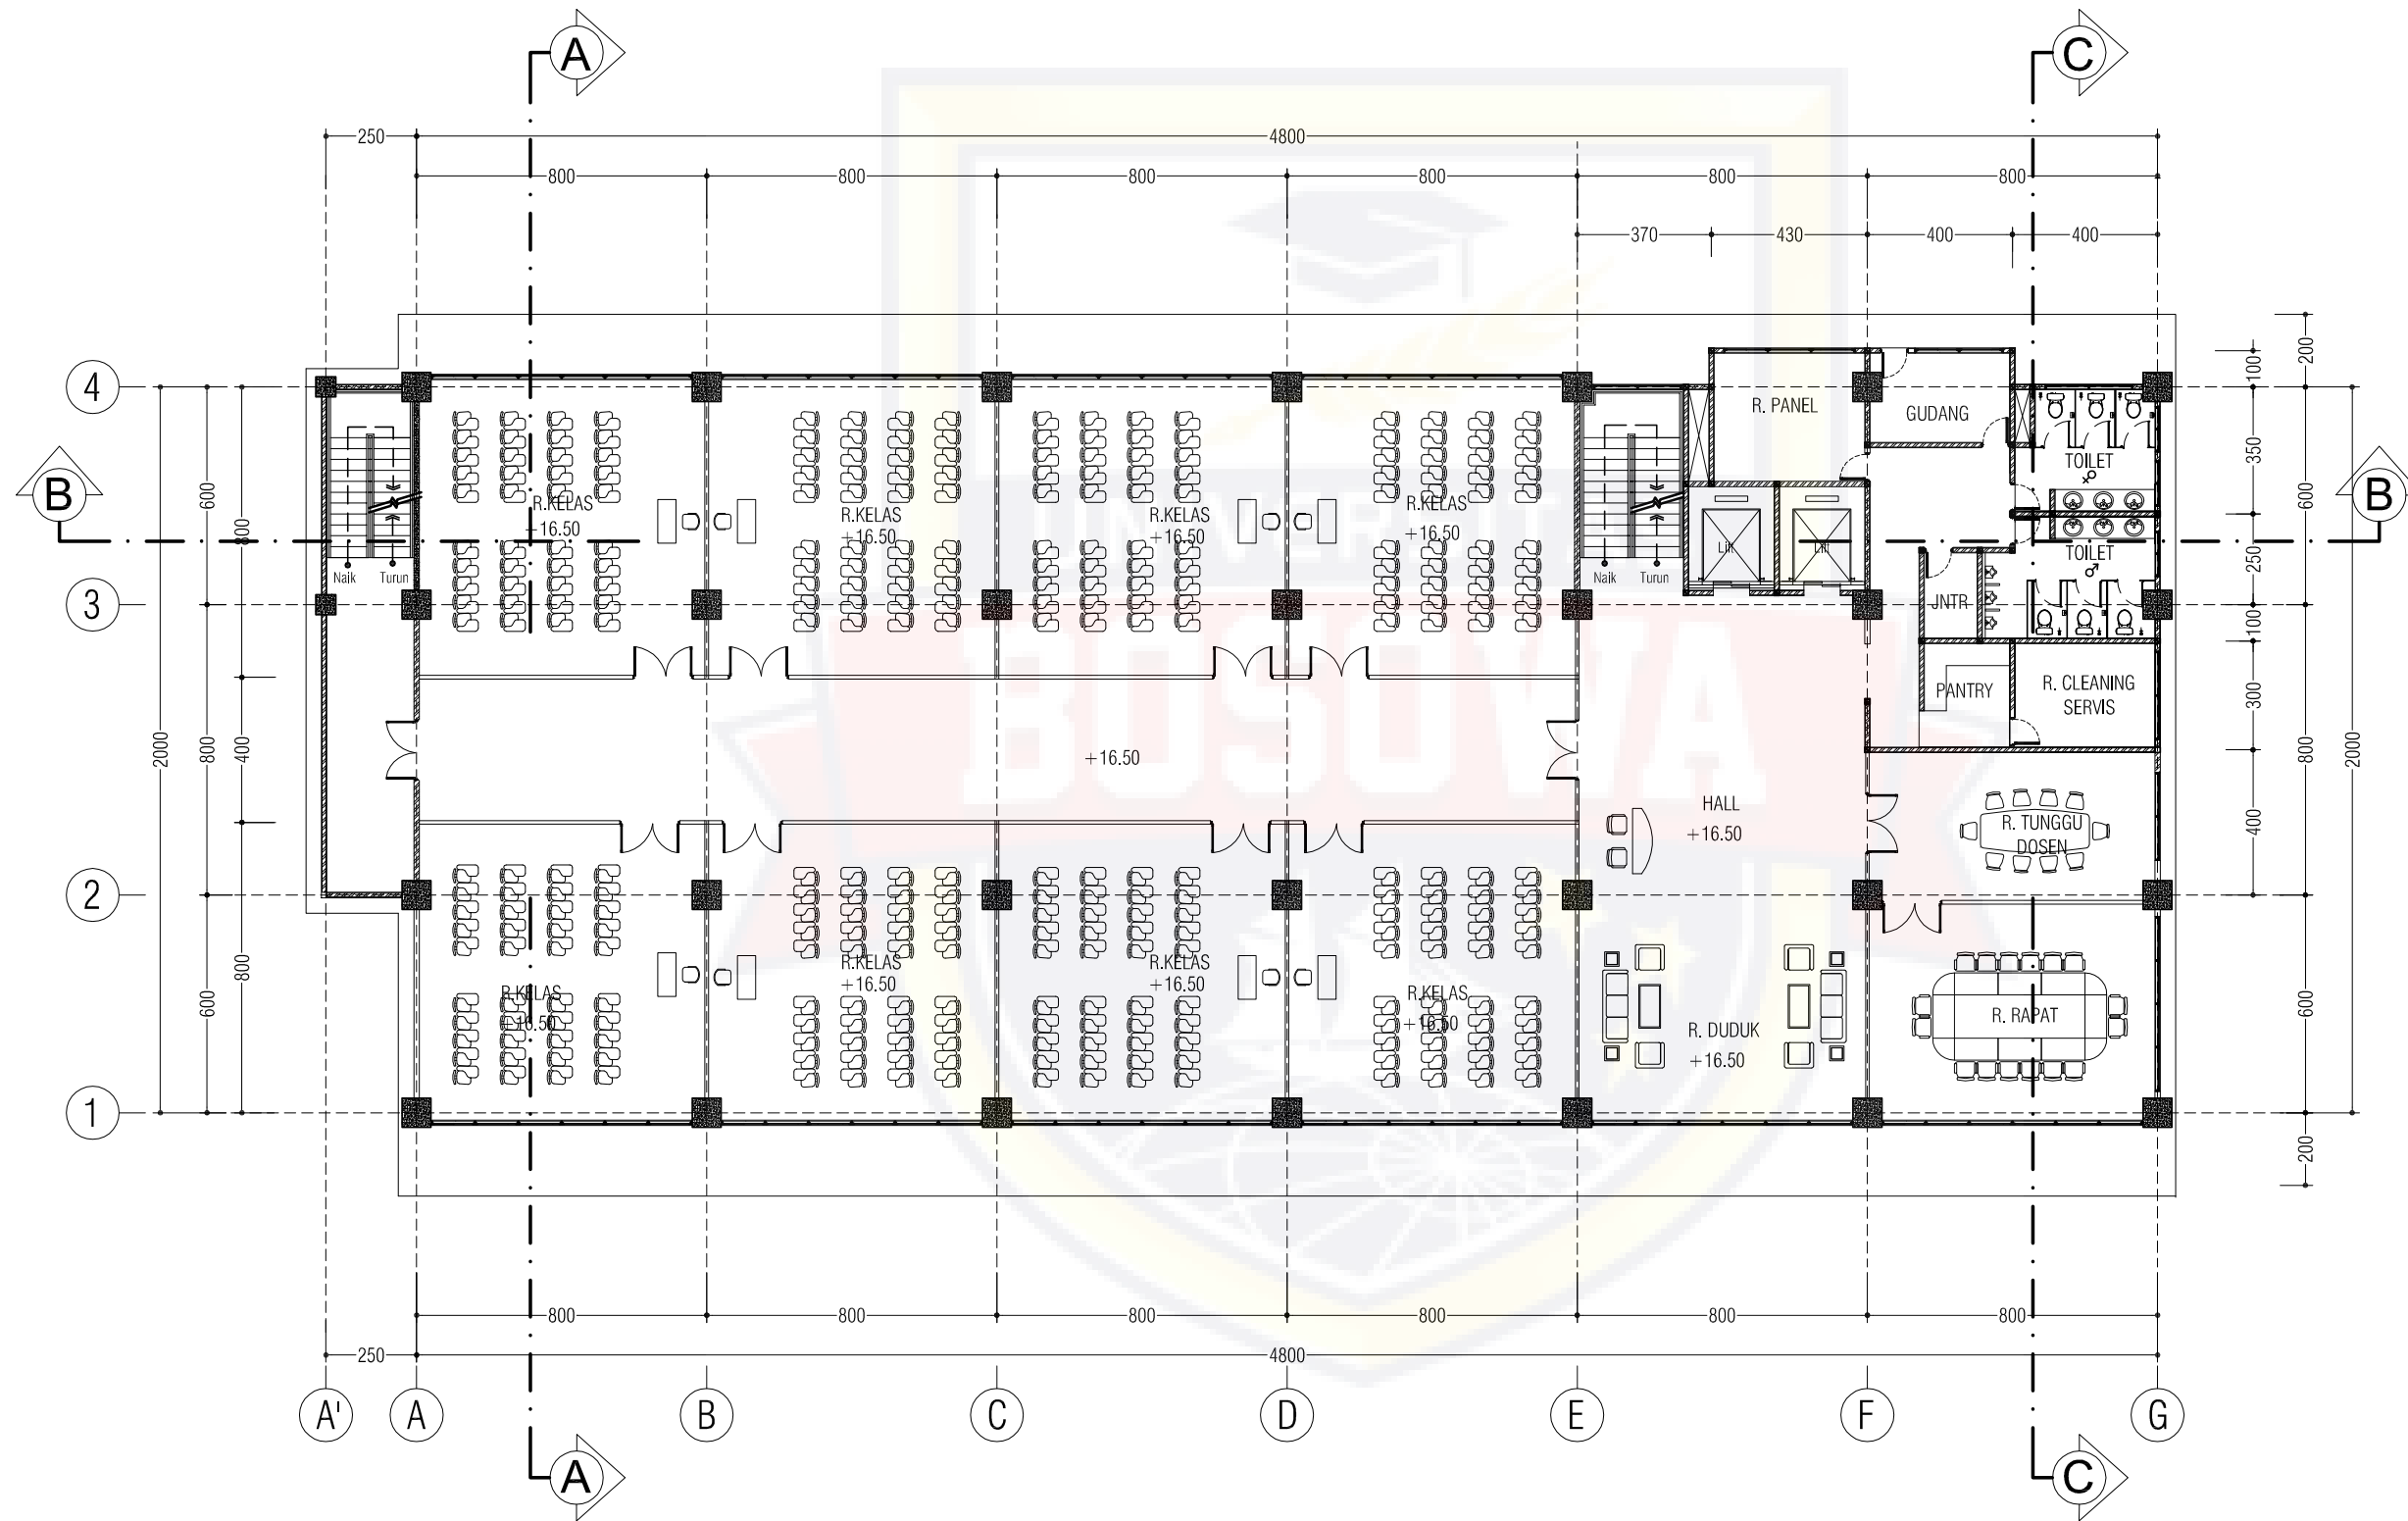 A
C
250
4800
800
800
800
800
800
800
370
430
400
400
UNIVERSITAS
BOSOWA
4
3
2
1
B
B
2000
600
800
600
800
400
800
200
100
350
250
100
300
400
600
800
600
200
2000
R. PANEL
GUDANG
TOILET
TOILET
JNTR
PANTRY
R. CLEANING
SERVIS
Lift
Lift
Naik
Turun
Naik
Turun
R.KELAS
+16.50
R.KELAS
+16.50
R.KELAS
+16.50
R.KELAS
+16.50
+16.50
HALL
+16.50
R. TUNGGU
DOSEN
R.KELAS
+16.50
R.KELAS
+16.50
R.KELAS
+16.50
R.KELAS
+16.50
R. DUDUK
+16.50
R. RAPAT
800
800
800
800
800
800
250
4800
A'
A
B
C
D
E
F
G
A
C